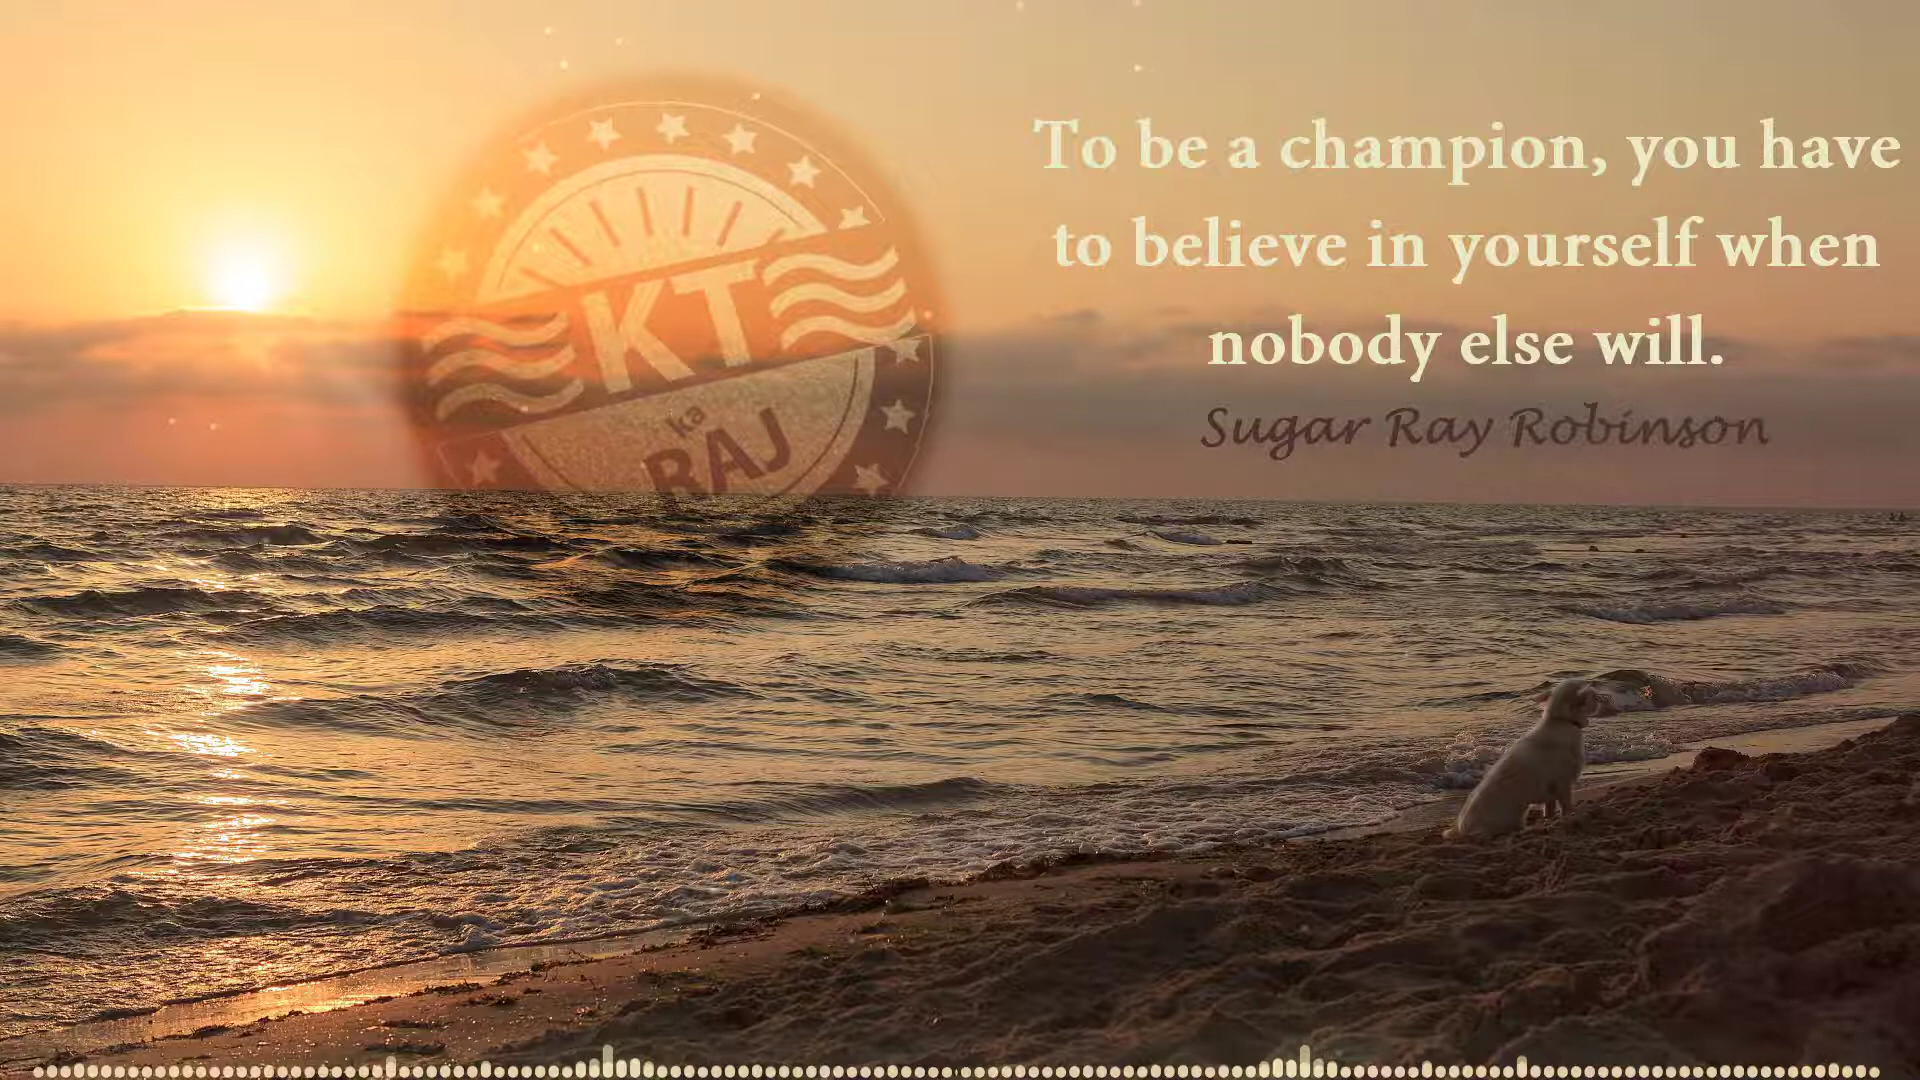 KT
ka
RAJ
To be a champion, you have
to believe in yourself when
nobody else will.
Sugar Ray Robinson